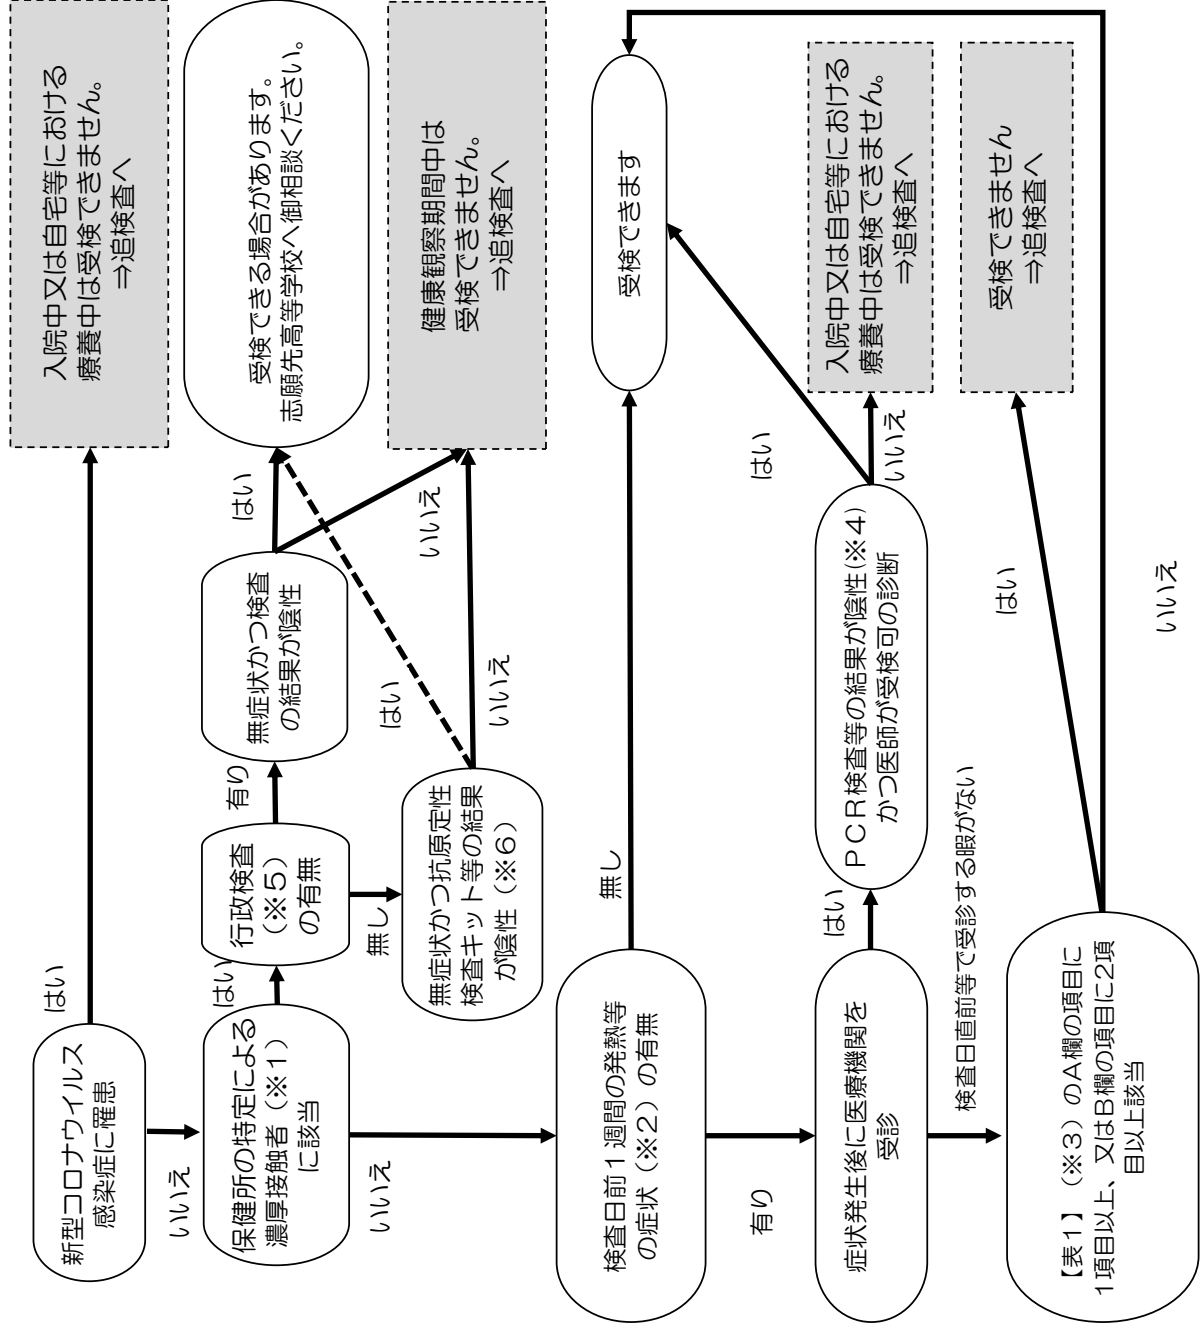 新型コロナウイルス
感染症に罹患
はい
入院中又は自宅等における
療養中は受検できません。
⇒追検査へ
いいえ
保健所の特定による
濃厚接触者（※１）
に該当
はい
行政検査
（※５）
の有無
有り
無症状かつ検査
の結果が陰性
はい
受検できる場合があります。
志願先高等学校へ御相談ください。
いいえ
無し
無症状かつ抗原定性
検査キット等の結果
が陰性（※６）
はい
いいえ
健康観察期間中は
受検できません。
⇒追検査へ
いいえ
検査日前１週間の発熱等
の症状（※２）の有無
無し
受検できます
有り
症状発生後に医療機関を
受診
はい
ＰＣＲ検査等の結果が陰性(※４)
かつ医師が受検可の診断
はい
いいえ
入院中又は自宅等における
療養中は受検できません。
⇒追検査へ
検査日直前等で受診する暇がない
【表１】（※３）のＡ欄の項目に
１項目以上、又はＢ欄の項目に２項
目以上該当
はい
受検できません
⇒追検査へ
いいえ